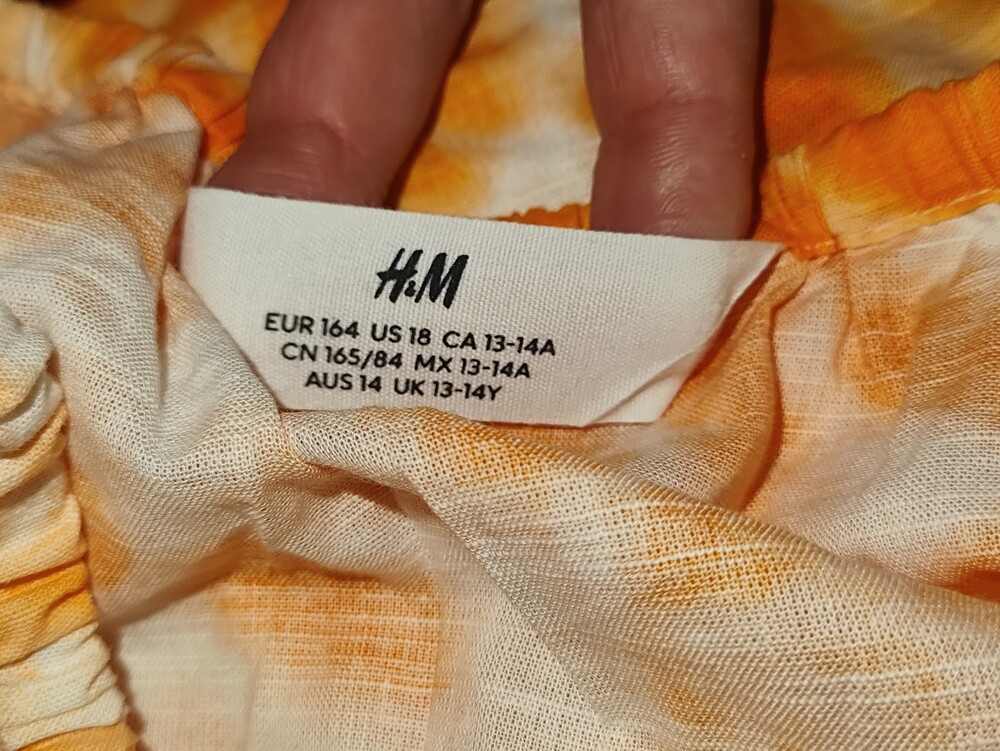 H&M
EUR 164 US 18 CA 13-14A
CN 165/84 MX 13-14A
AUS 14 UK 13-14Y